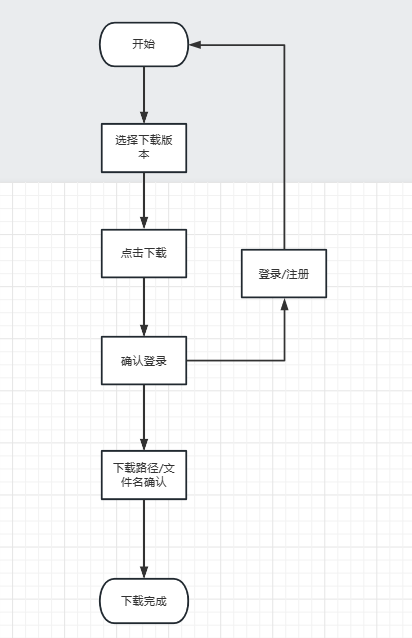 开始
选择下载版
本
点击下载
登录/注册
确认登录
下载路径/文
件名确认
下载完成